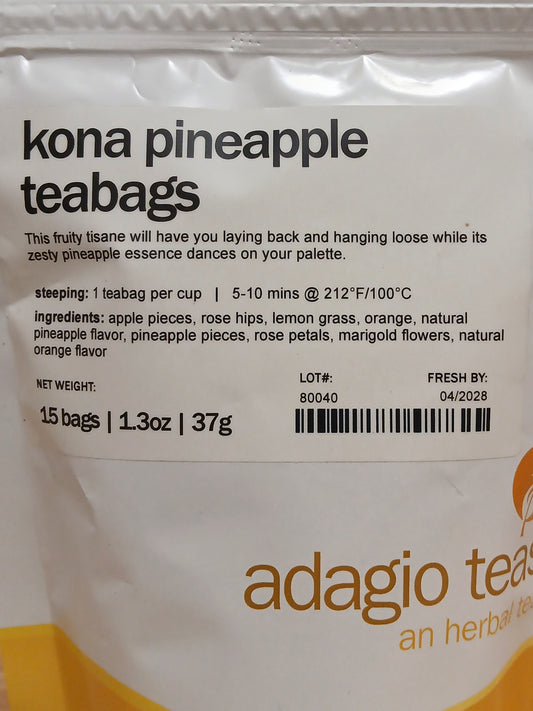 kona pineapple
teabags
This fruity tisane will have you laying back and hanging loose while its
zesty pineapple essence dances on your palette.
steeping: 1 teabag per cup | 5-10 mins @ 212°F/100°C
ingredients: apple pieces, rose hips, lemon grass, orange, natural
pineapple flavor, pineapple pieces, rose petals, marigold flowers, natural
orange flavor
NET WEIGHT:
15 bags | 1.3oz | 37g
LOT#:
80040
FRESH BY:
04/2028
adagio teas
an herbal